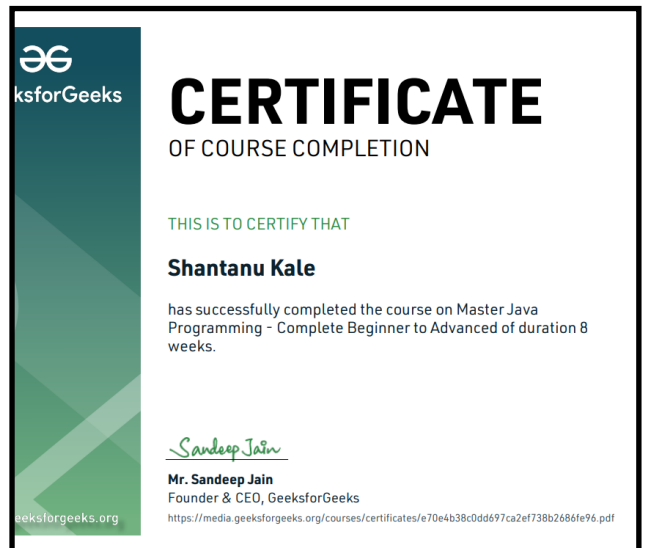 ksforGeeks
CERTIFICATE
OF COURSE COMPLETION
THIS IS TO CERTIFY THAT
Shantanu Kale
has successfully completed the course on Master Java
Programming - Complete Beginner to Advanced of duration 8
weeks.
Sandeep Jain
Mr. Sandeep Jain
Founder & CEO, GeeksforGeeks
eeksforgeeks.org
https://media.geeksforgeeks.org/courses/certificates/e70e4b38c0dd697ca2ef738b2686fe96.pdf